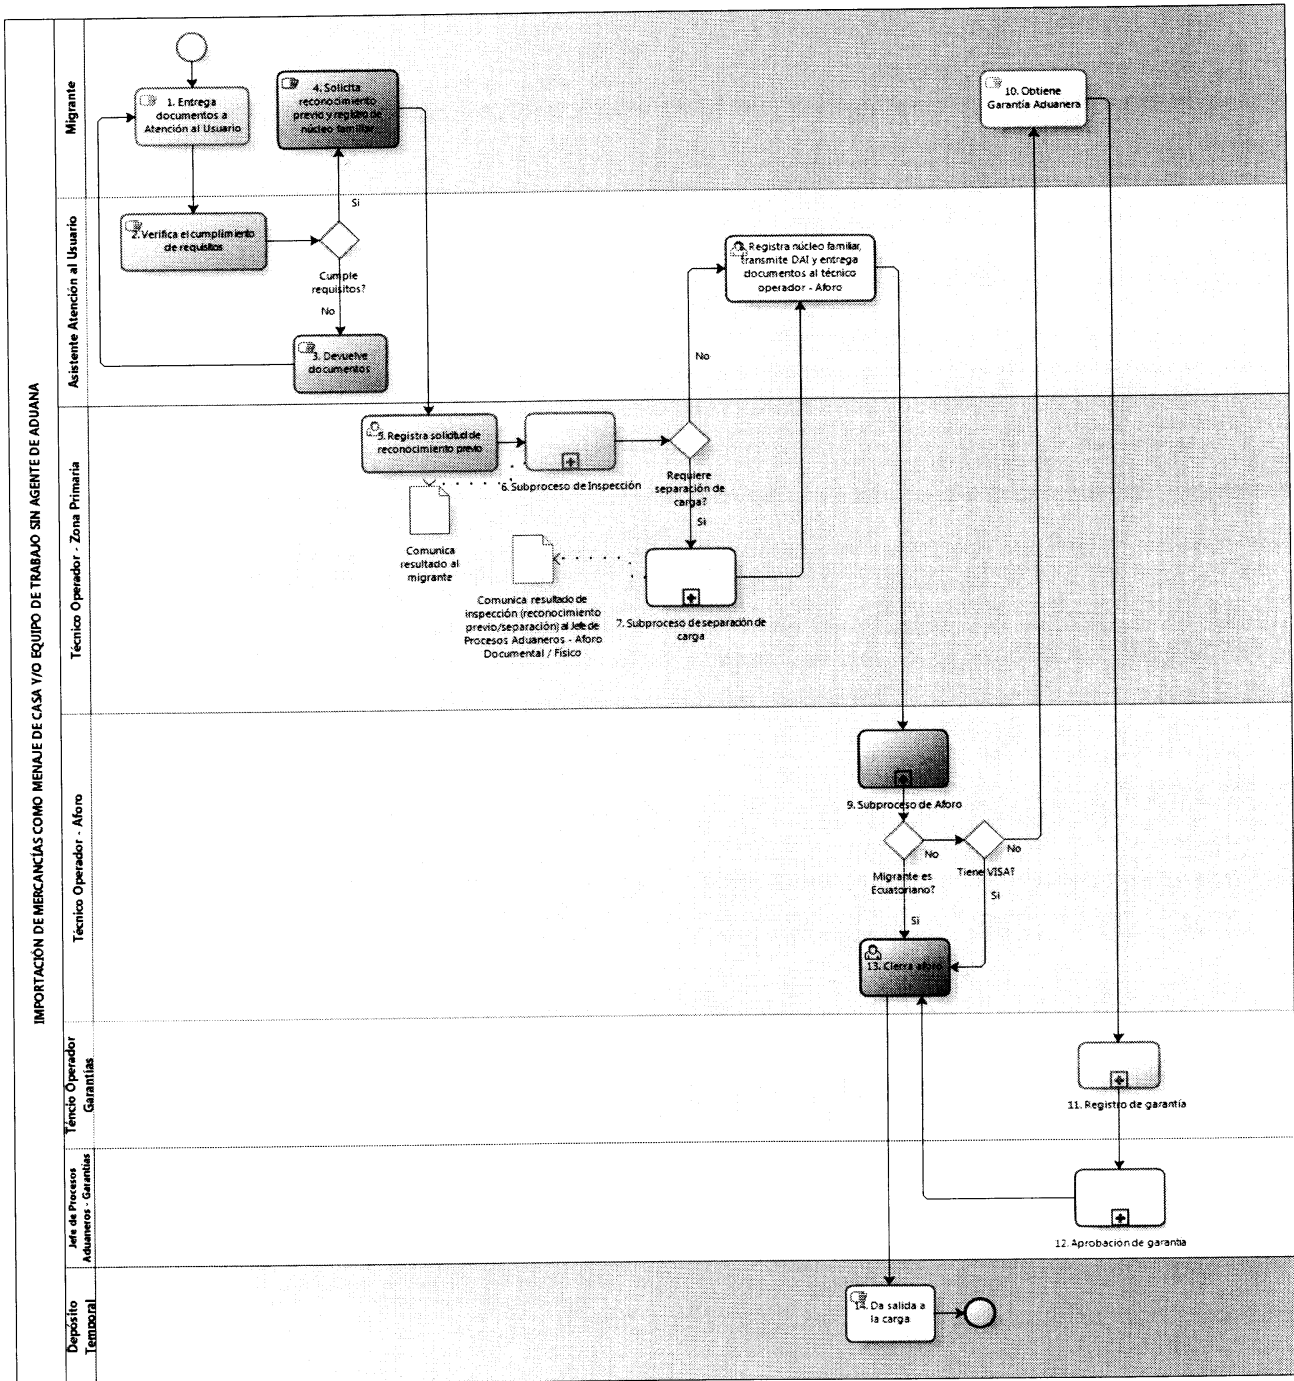 IMPORTACIÓN DE MERCANCÍAS COMO MENAJE DE CASA Y/O EQUIPO DE TRABAJO SIN AGENTE DE ADUANA
Migrante
1. Entrega
documentos a
Atención al Usuario
4. Solicita
reconocimiento
previo y registro de
núcleo familiar
10. Obtiene
Garantía Aduanera
Asistente Atención al Usuario
2. Verifica el cumplimiento
de requisitos
Si
Cumple
requisitos?
No
3. Devuelve
documentos
Registra núcleo familiar,
transmite DAI y entrega
documentos al técnico
operador - Aforo
No
Técnico Operador - Zona Primaria
5. Registra solicitud de
reconocimiento previo
6. Subproceso de Inspección
Requiere
separación de
carga?
Si
Comunica
resultado al
migrante
Comunica resultado de
inspección (reconocimiento
previo/separación) al Jefe de
Procesos Aduaneros - Aforo
Documental / Físico
7. Subproceso de separación de
carga
Técnico Operador - Aforo
9. Subproceso de Aforo
No
Migrante es
Ecuatoriano?
Tiene VISA?
No
Si
Si
13. Cierra aforo
Téncio Operador
Garantías
11. Registro de garantía
Jefe de Procesos
Aduaneros - Garantías
12. Aprobación de garantía
Depósito
Temporal
14. Da salida a
la carga